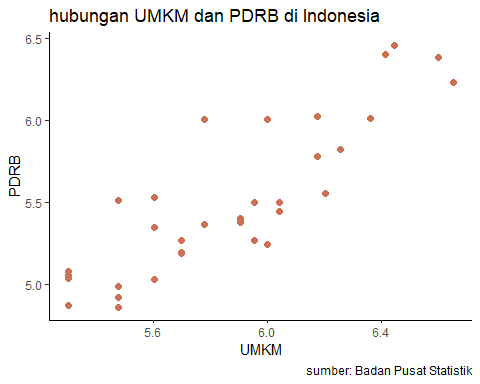 hubungan UMKM dan PDRB di Indonesia
6.5
6.0
PDRB
5.5
5.0
5.6
6.0
6.4
UMKM
sumber: Badan Pusat Statistik